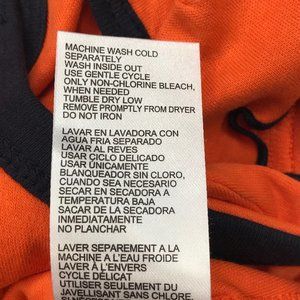 MACHINE WASH COLD
SEPARATELY
WASH INSIDE OUT
USE GENTLE CYCLE
ONLY NON-CHLORINE BLEACH,
WHEN NEEDED
TUMBLE DRY LOW
REMOVE PROMPTLY FROM DRYER
DO NOT IRON
LAVAR EN LAVADORA CON
AGUA FRIA SEPARADO
LAVAR AL REVES
USAR CICLO DELICADO
USAR ÚNICAMENTE
BLANQUEADOR SIN CLORO,
CUANDO SEA NECESARIO
SECAR EN SECADORA A
TEMPERATURA BAJA
SACAR DE LA SECADORA
INMEDIATAMENTE
NO PLANCHAR
LAVER SEPAREMENT A LA
MACHINE A L'EAU FROIDE
LAVER À L'ENVERS
CYCLE DÉLICAT
UTILISER SEULEMENT DU
JAVELLISANT SANS CHLORE,